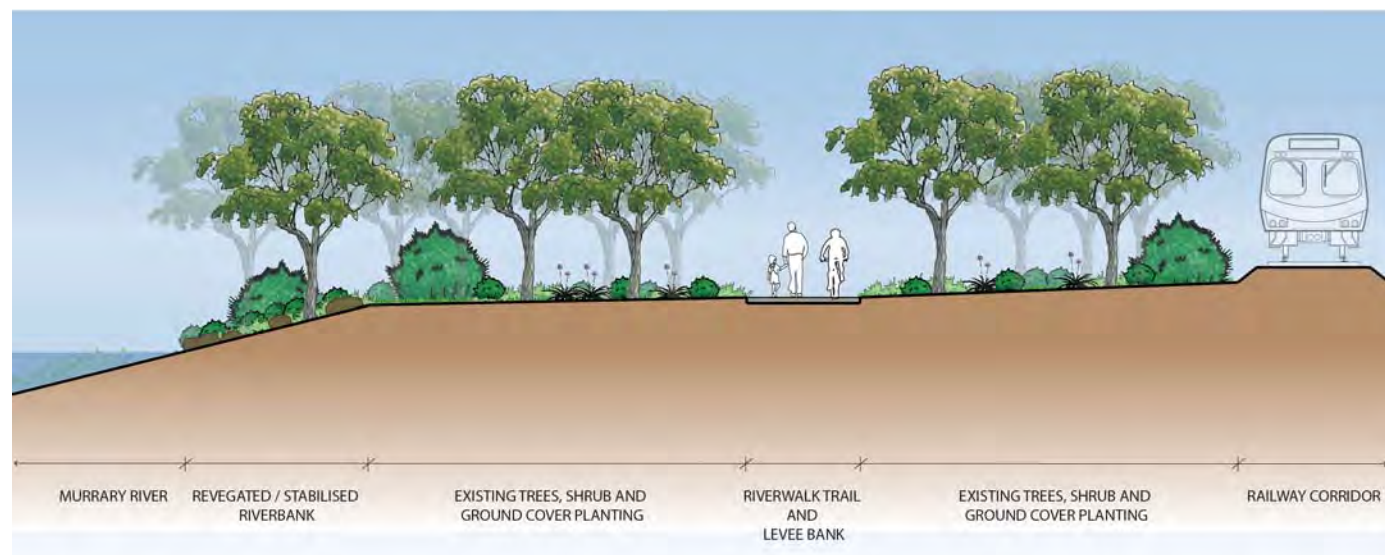 MURRARY RIVER
REVEGATED / STABILISED
RIVERBANK
EXISTING TREES, SHRUB AND
GROUND COVER PLANTING
RIVERWALK TRAIL
AND
LEVEE BANK
EXISTING TREES, SHRUB AND
GROUND COVER PLANTING
RAILWAY CORRIDOR